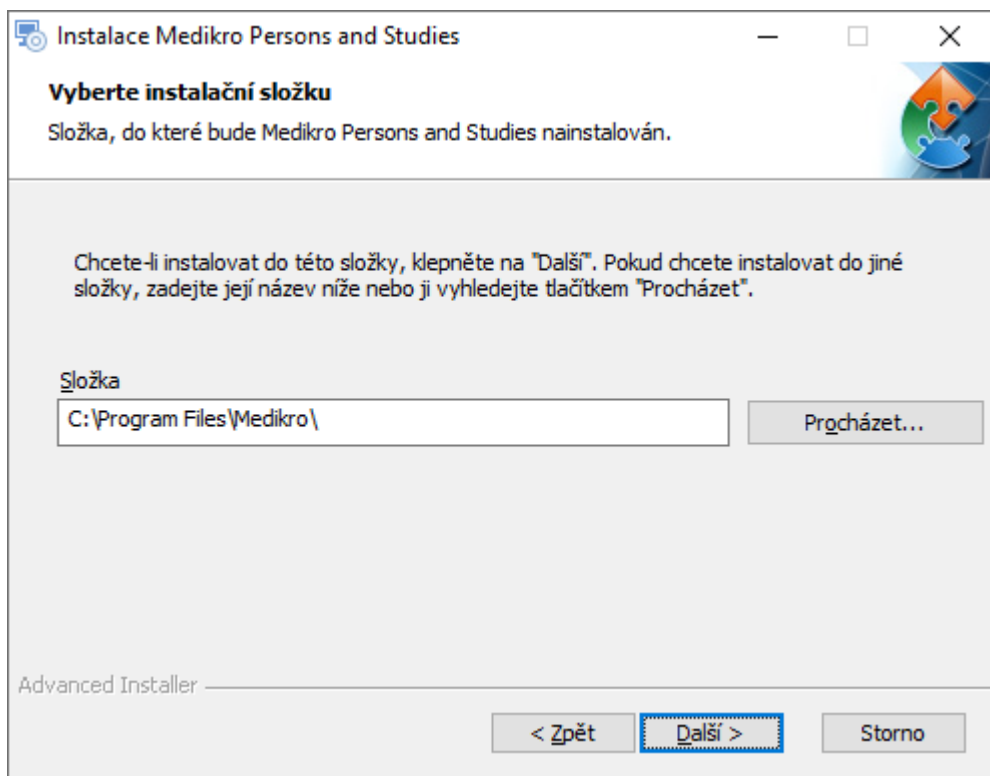 Instalace Medikro Persons and Studies
Vyberte instalační složku
Složka, do které bude Medikro Persons and Studies nainstalován.
Chcete-li instalovat do této složky, klepněte na "Další". Pokud chcete instalovat do jiné
složky, zadejte její název níže nebo ji vyhledejte tlačítkem "Procházet".
Složka
C:\Program Files\Medikro\
Procházet...
Advanced Installer
< Zpět
Další >
Storno